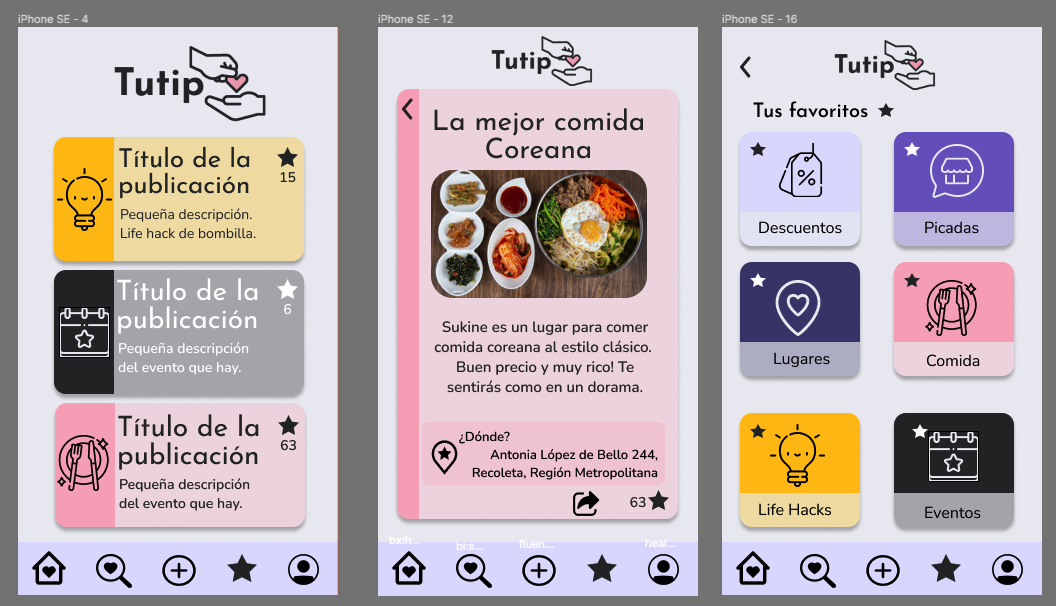 iPhone SE - 4
Tutip
Título de la
publicación
15
Pequeña descripción.
Life hack de bombilla.
Título de la
publicación
6
Pequeña descripción
del evento que hay.
Título de la
publicación
63
Pequeña descripción
del evento que hay.
iPhone SE - 12
Tutip
La mejor comida
Coreana
Sukine es un lugar para comer
comida coreana al estilo clásico.
Buen precio y muy rico! Te
sentirás como en un dorama.
¿Dónde?
Antonia López de Bello 244,
Recoleta, Región Metropolitana
63
bx:h...
bi:s...
fluen...
heal...
iPhone SE - 16
Tutip
Tus favoritos
%
Descuentos
Picadas
Lugares
Comida
Life Hacks
Eventos